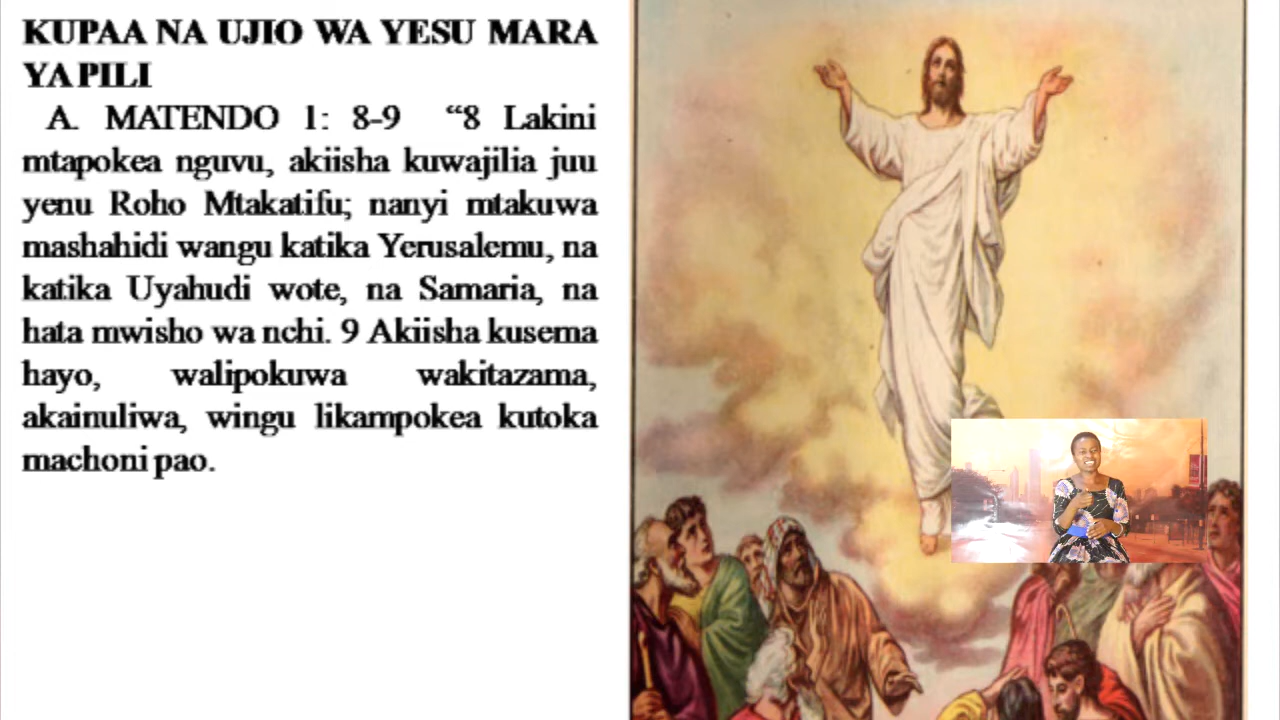 KUPAA NA UJIO WA YESU MARA
YA PILI
A. MATENDO 1: 8-9 “8 Lakini
mtapokea nguvu, akiisha kuwajilia juu
yenu Roho Mtakatifu; nanyi mtakuwa
mashahidi wangu katika Yerusalemu, na
katika Uyahudi wote, na Samaria, na
hata mwisho wa nchi. 9 Akiisha kusema
hayo, walipokuwa wakitazama,
akainuliwa, wingu likampokea kutoka
machoni pao.